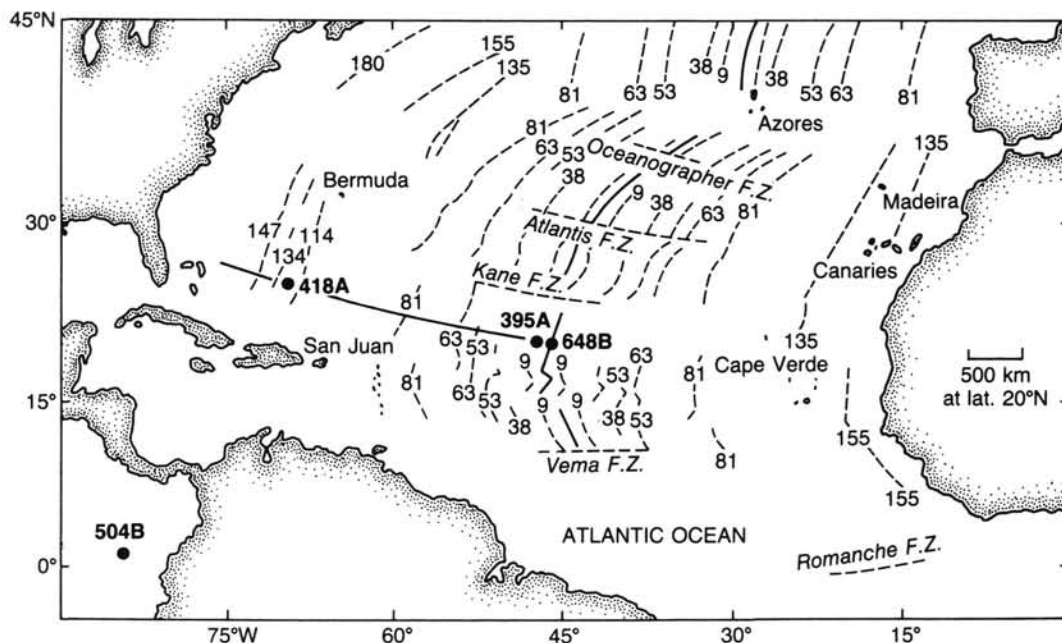 45°N
180
155
135
81
63
53
38
9
38
53
63
81
Azores
135
81
63
53
38
Oceanographer F.Z.
Bermuda
Madeira
30°
147
114
134
9
38
63
81
Atlantis F.Z.
Canaries
Kane F.Z.
418A
81
395A
648B
San Juan
63
53
135
Cape Verde
500 km
at lat. 20°N
81
63
53
9
9
53
63
81
15°
38
9
38
53
Vema F.Z.
81
155
155
504B
ATLANTIC OCEAN
Romanche F.Z.
0°
75°W
60°
45°
30°
15°